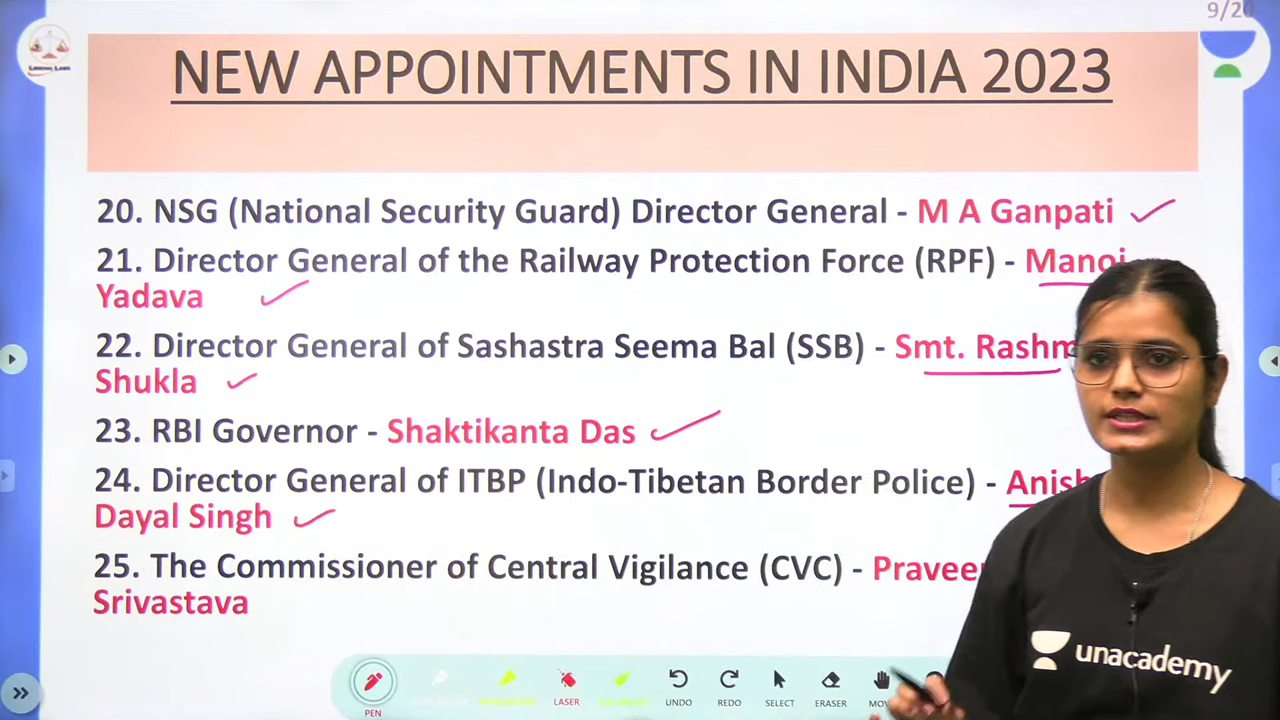 9/20
NEW APPOINTMENTS IN INDIA 2023
20. NSG (National Security Guard) Director General - M A Ganpati
21. Director General of the Railway Protection Force (RPF) - Manoj
Yadava
22. Director General of Sashastra Seema Bal (SSB) - Smt. Rashm
Shukla
23. RBI Governor - Shaktikanta Das
24. Director General of ITBP (Indo-Tibetan Border Police) - Anish
Dayal Singh
25. The Commissioner of Central Vigilance (CVC) - Pravee
Srivastava
unacademy
PEN
LASER
UNDO
REDO
SELECT
ERASER
MOV